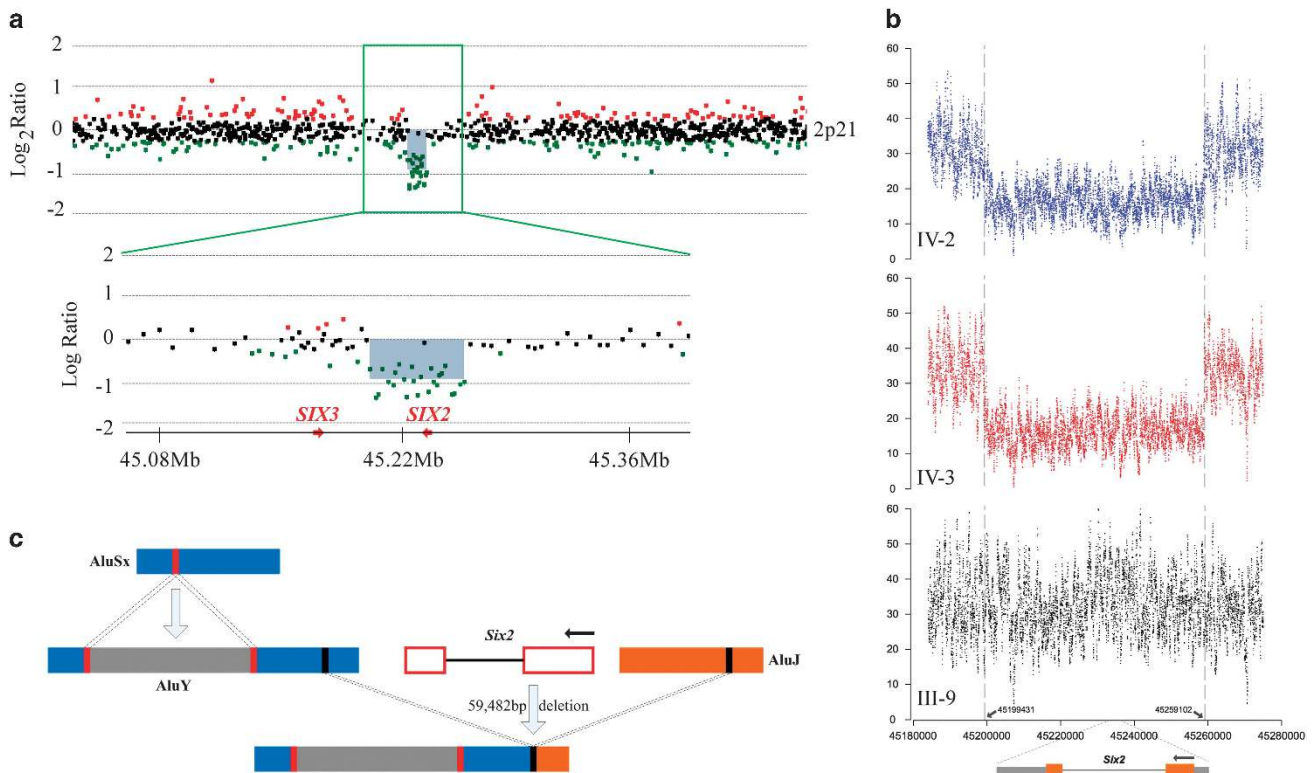 a
2
1
0
-1
-2
Log2Ratio
2p21
2
1
0
-1
-2
Log Ratio
SIX3
SIX2
45.08Mb
45.22Mb
45.36Mb
b
60
50
40
30
20
10
0
IV-2
60
50
40
30
20
10
0
IV-3
60
50
40
30
20
10
0
III-9
45199431
45259102
45180000
45200000
45220000
45240000
45260000
45280000
Six2
c
AluSx
AluY
Six2
AluJ
59,482bp deletion